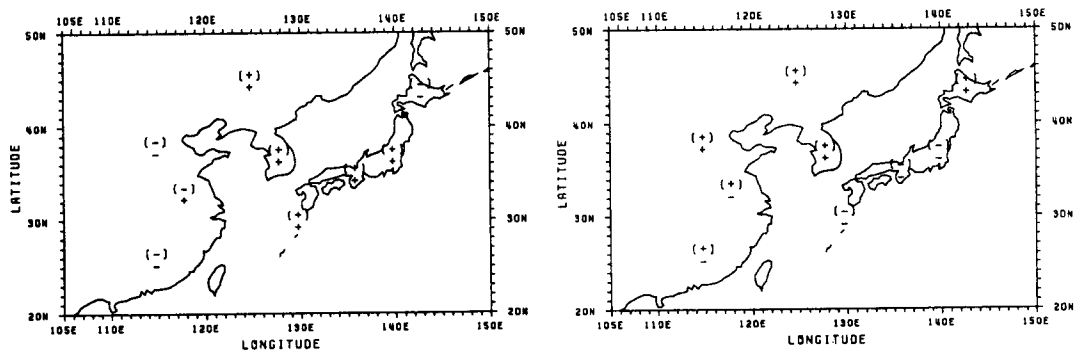 105E 110E 120E 130E 140E 150E
50N 50N
(+)
+
-
40N 40N
(-)
-
(+)
+
(+)
+
(-)
+
+
30N 30N
(+)
+
(-)
+
20N 20N
105E 110E 120E 130E 140E 150E
LATITUDE
LONGITUDE
105E 110E 120E 130E 140E 150E
50N 50N
(+)
+
(+)
+
40N 40N
(+)
+
(+)
+
(-)
-
(+)
-
-
30N 30N
(-)
-
(+)
-
20N 20N
105E 110E 120E 130E 140E 150E
LATITUDE
LONGITUDE